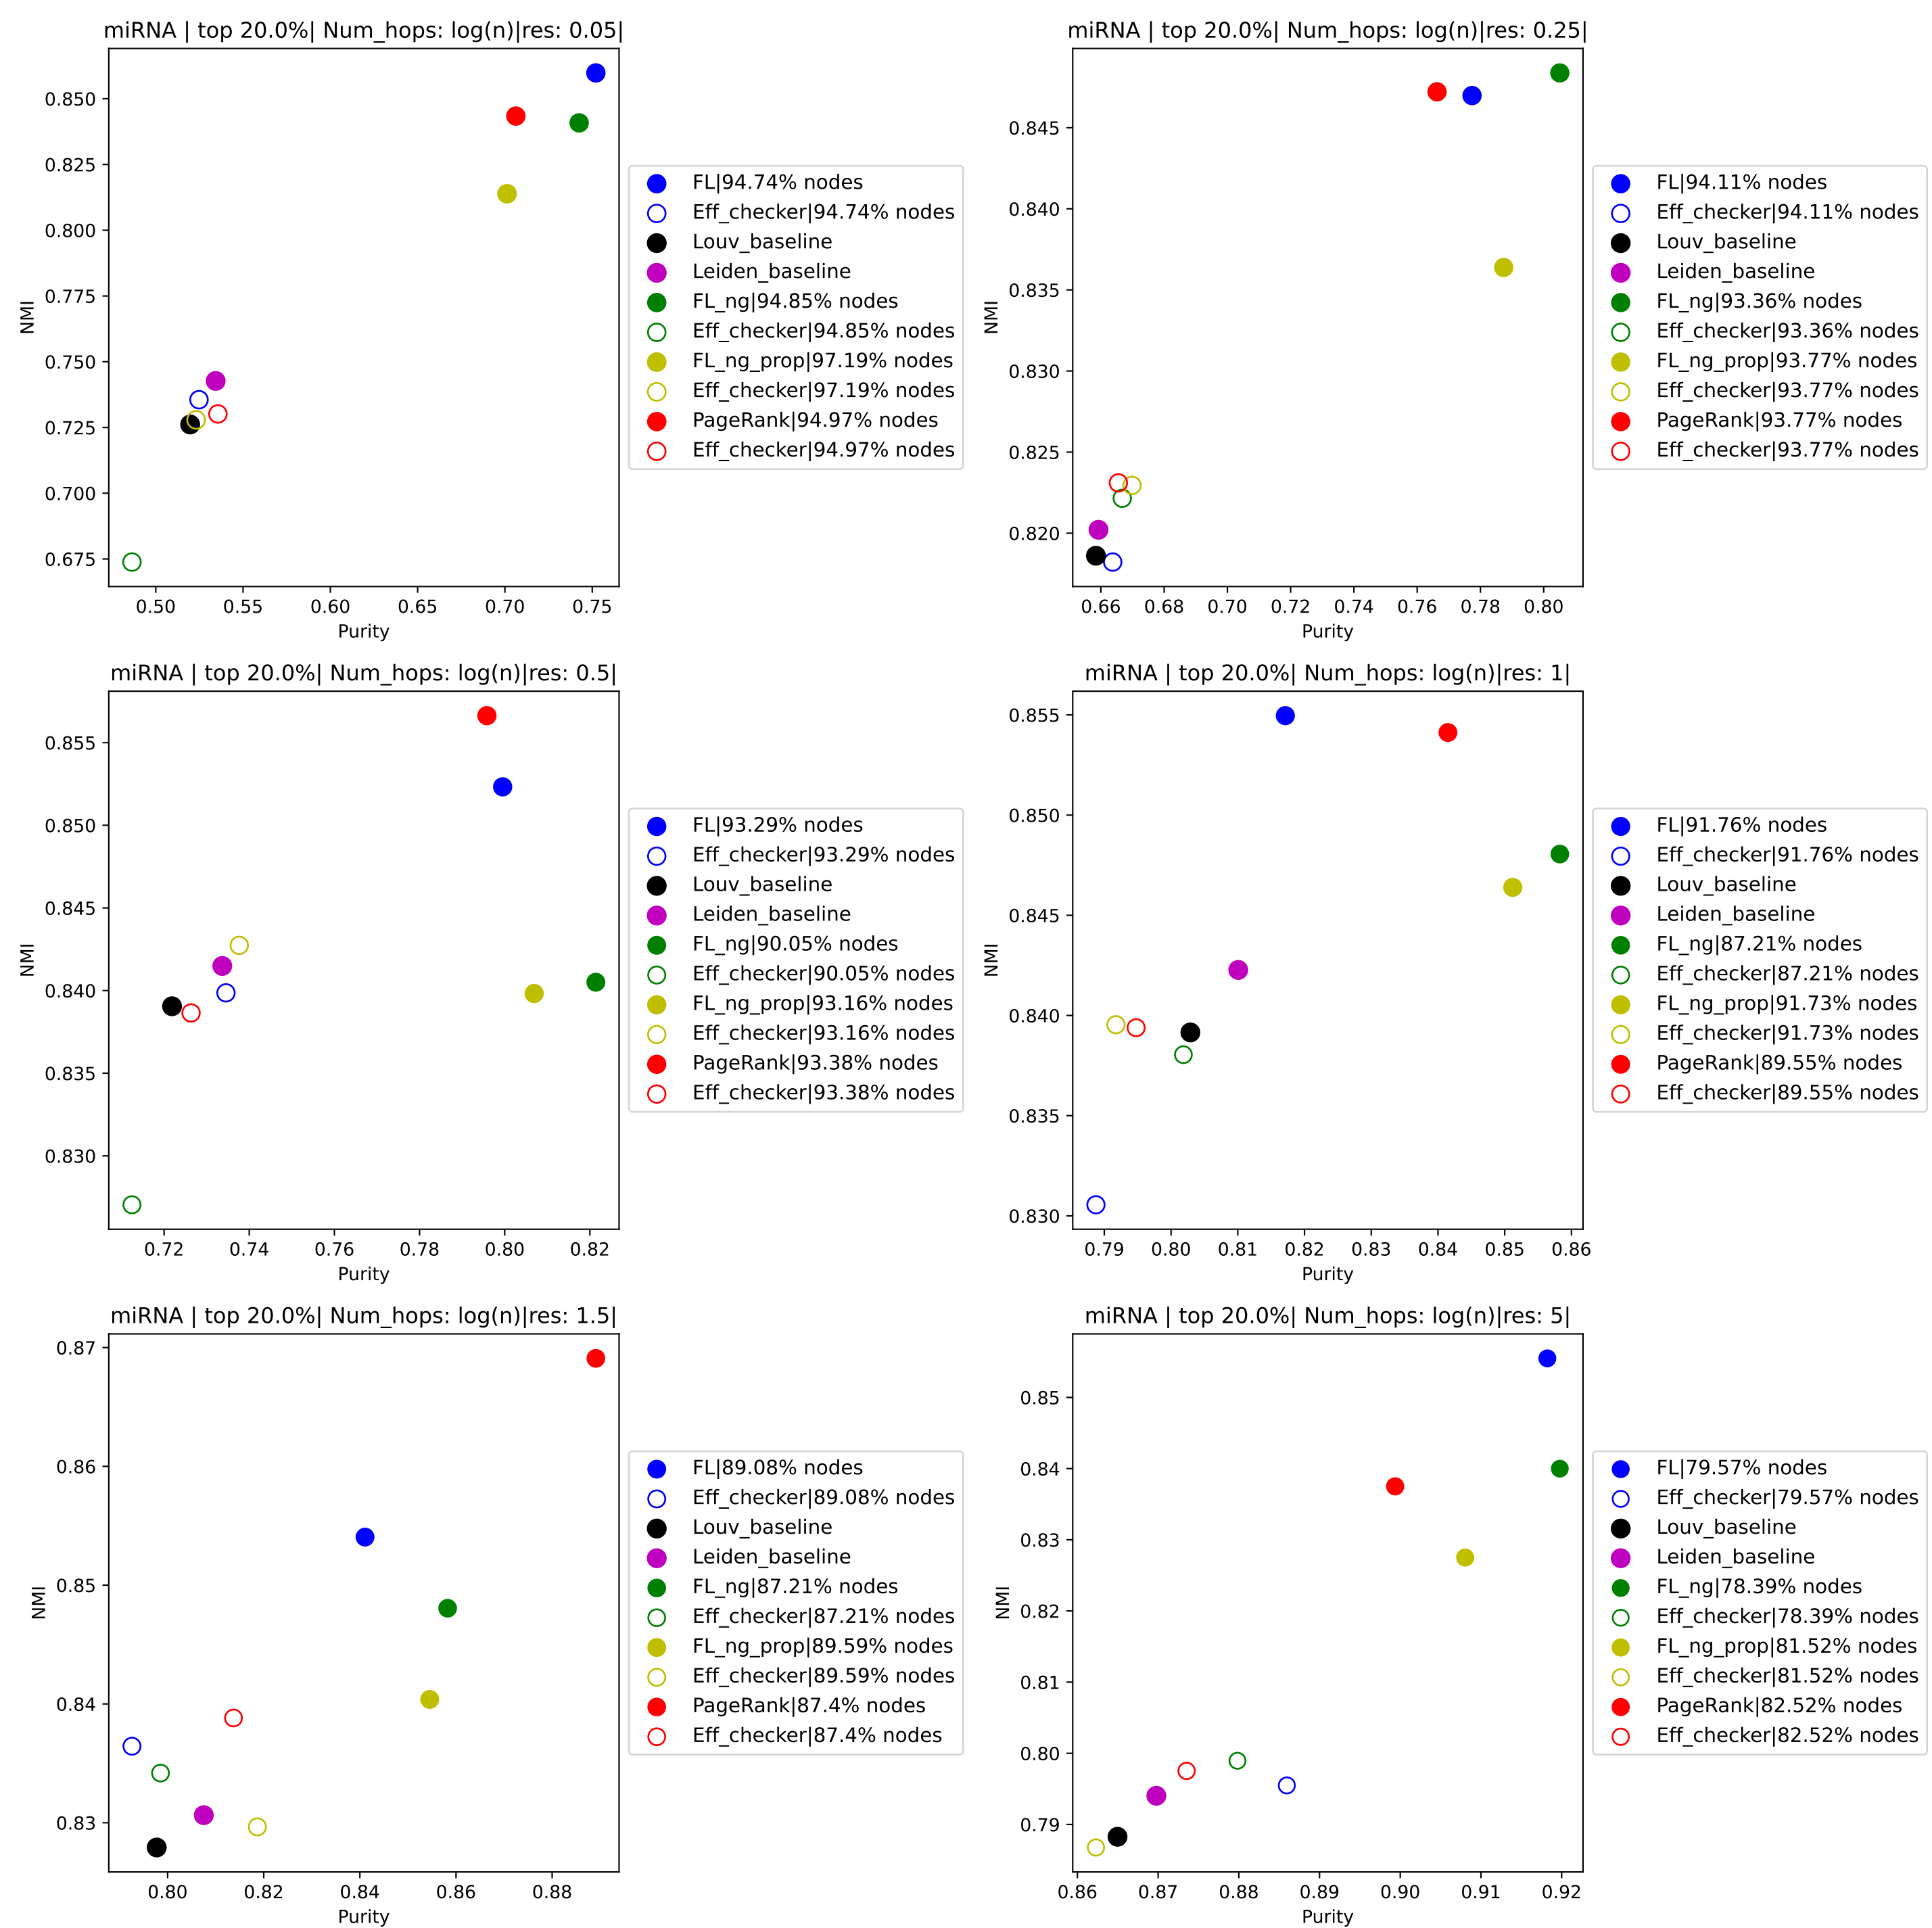 miRNA | top 20.0%| Num_hops: log(n)|res: 0.05|
0.850
0.825
0.800
0.775
0.750
0.725
0.700
0.675
NMI
0.50 0.55 0.60 0.65 0.70 0.75
Purity
FL|94.74% nodes
Eff_checker|94.74% nodes
Louv_baseline
Leiden_baseline
FL_ng|94.85% nodes
Eff_checker|94.85% nodes
FL_ng_prop|97.19% nodes
Eff_checker|97.19% nodes
PageRank|94.97% nodes
Eff_checker|94.97% nodes
miRNA | top 20.0%| Num_hops: log(n)|res: 0.25|
0.845
0.840
0.835
0.830
0.825
0.820
NMI
0.66 0.68 0.70 0.72 0.74 0.76 0.78 0.80
Purity
FL|94.11% nodes
Eff_checker|94.11% nodes
Louv_baseline
Leiden_baseline
FL_ng|93.36% nodes
Eff_checker|93.36% nodes
FL_ng_prop|93.77% nodes
Eff_checker|93.77% nodes
PageRank|93.77% nodes
Eff_checker|93.77% nodes
miRNA | top 20.0%| Num_hops: log(n)|res: 0.5|
0.855
0.850
0.845
0.840
0.835
0.830
NMI
0.72 0.74 0.76 0.78 0.80 0.82
Purity
FL|93.29% nodes
Eff_checker|93.29% nodes
Louv_baseline
Leiden_baseline
FL_ng|90.05% nodes
Eff_checker|90.05% nodes
FL_ng_prop|93.16% nodes
Eff_checker|93.16% nodes
PageRank|93.38% nodes
Eff_checker|93.38% nodes
miRNA | top 20.0%| Num_hops: log(n)|res: 1|
0.855
0.850
0.845
0.840
0.835
0.830
NMI
0.79 0.80 0.81 0.82 0.83 0.84 0.85 0.86
Purity
FL|91.76% nodes
Eff_checker|91.76% nodes
Louv_baseline
Leiden_baseline
FL_ng|87.21% nodes
Eff_checker|87.21% nodes
FL_ng_prop|91.73% nodes
Eff_checker|91.73% nodes
PageRank|89.55% nodes
Eff_checker|89.55% nodes
miRNA | top 20.0%| Num_hops: log(n)|res: 1.5|
0.87
0.86
0.85
0.84
0.83
NMI
0.80 0.82 0.84 0.86 0.88
Purity
FL|89.08% nodes
Eff_checker|89.08% nodes
Louv_baseline
Leiden_baseline
FL_ng|87.21% nodes
Eff_checker|87.21% nodes
FL_ng_prop|89.59% nodes
Eff_checker|89.59% nodes
PageRank|87.4% nodes
Eff_checker|87.4% nodes
miRNA | top 20.0%| Num_hops: log(n)|res: 5|
0.85
0.84
0.83
0.82
0.81
0.80
0.79
NMI
0.86 0.87 0.88 0.89 0.90 0.91 0.92
Purity
FL|79.57% nodes
Eff_checker|79.57% nodes
Louv_baseline
Leiden_baseline
FL_ng|78.39% nodes
Eff_checker|78.39% nodes
FL_ng_prop|81.52% nodes
Eff_checker|81.52% nodes
PageRank|82.52% nodes
Eff_checker|82.52% nodes